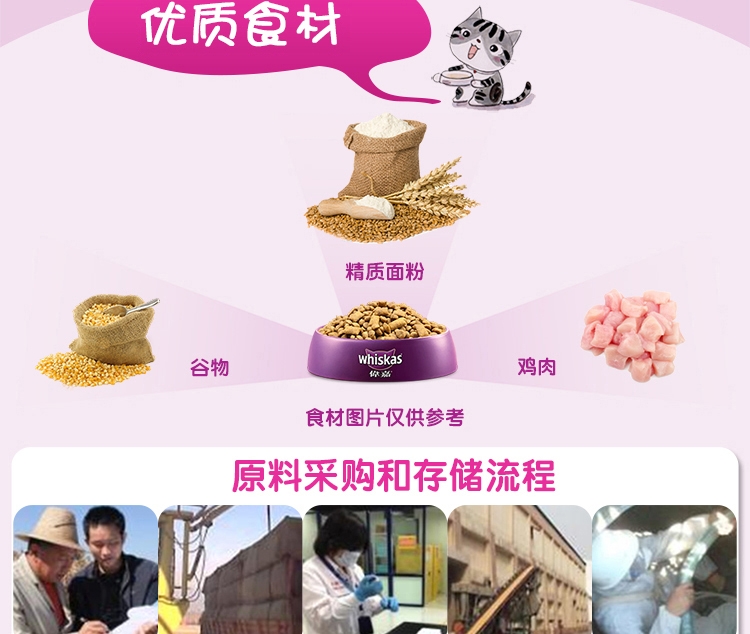 优质食材
精质面粉
谷物
whiskas
伟嘉
鸡肉
食材图片仅供参考
原料采购和存储流程